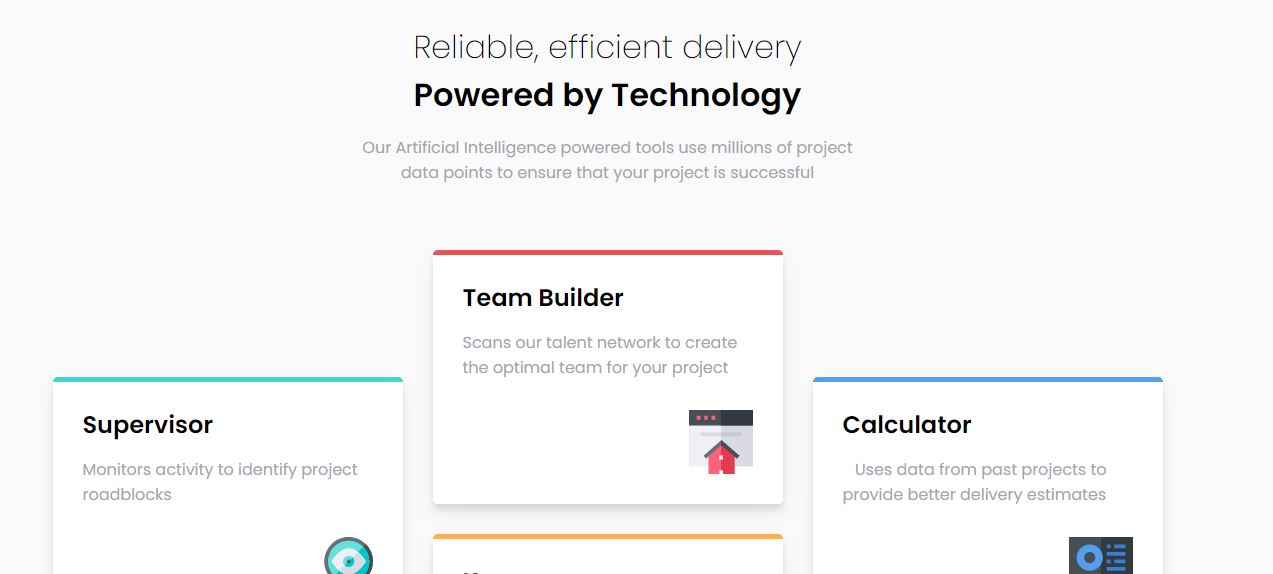 Reliable, efficient delivery
Powered by Technology
Our Artificial Intelligence powered tools use millions of project
data points to ensure that your project is successful
Team Builder
Scans our talent network to create
the optimal team for your project
Supervisor
Monitors activity to identify project
roadblocks
Calculator
Uses data from past projects to
provide better delivery estimates